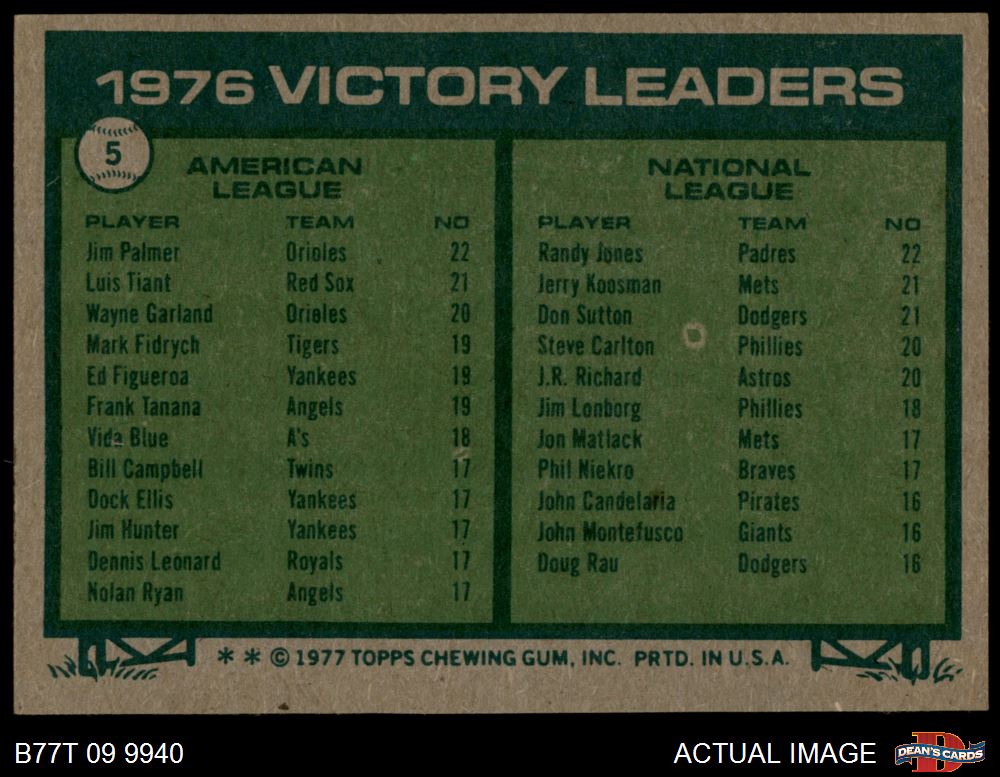 1976 VICTORY LEADERS
5
AMERICAN
LEAGUE
PLAYER TEAM NO
Jim Palmer Orioles 22
Luis Tiant Red Sox 21
Wayne Garland Orioles 20
Mark Fidrych Tigers 19
Ed Figueroa Yankees 19
Frank Tanana Angels 19
Vida Blue A's 18
Bill Campbell Twins 17
Dock Ellis Yankees 17
Jim Hunter Yankees 17
Dennis Leonard Royals 17
Nolan Ryan Angels 17
NATIONAL
LEAGUE
PLAYER TEAM NO
Randy Jones Padres 22
Jerry Koosman Mets 21
Don Sutton Dodgers 21
Steve Carlton Phillies 20
J.R. Richard Astros 20
Jim Lonborg Phillies 18
Jon Matlack Mets 17
Phil Niekro Braves 17
John Candelaria Pirates 16
John Montefusco Giants 16
Doug Rau Dodgers 16
* * © 1977 TOPPS CHEWING GUM, INC. PRTD. IN U.S.A.
B77T 09 9940
ACTUAL IMAGE
D
DEAN'S CARDS